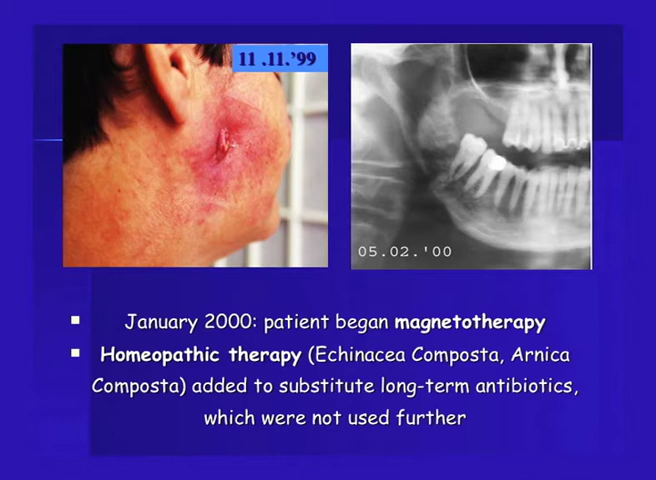 11 .11.'99
05.02.'00
January 2000: patient began magnetotherapy
Homeopathic therapy (Echinacea Composta, Arnica
Composta) added to substitute long-term antibiotics,
which were not used further